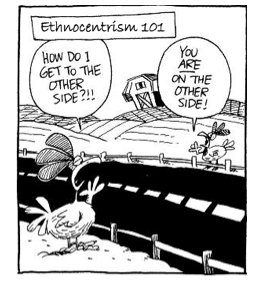 Ethnocentrism 101
HOW DO I
GET TO THE
OTHER
SIDE?!!
YOU
ARE
ON THE
OTHER
SIDE!